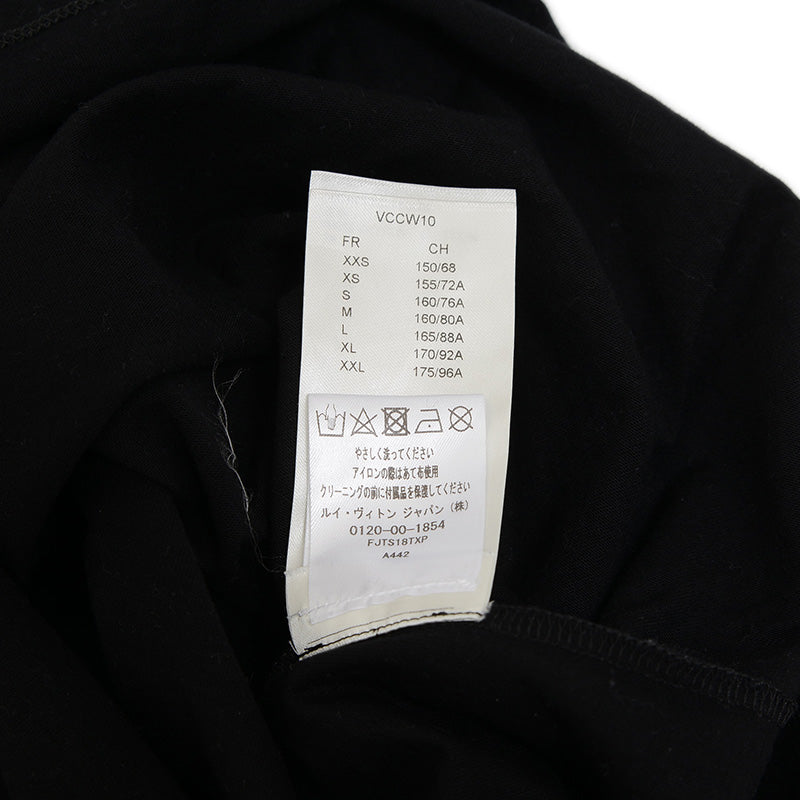 VCCW10
FR CH
XXS 150/68
XS 155/72A
S 160/76A
M 160/80A
L 165/88A
XL 170/92A
XXL 175/96A
やさしく洗ってください
アイロンの際はあて布使用
クリーニングの前に付属品を保護してください
ルイ・ヴィトン ジャパン (株)
0120-00-1854
FJTS18TXP
A442